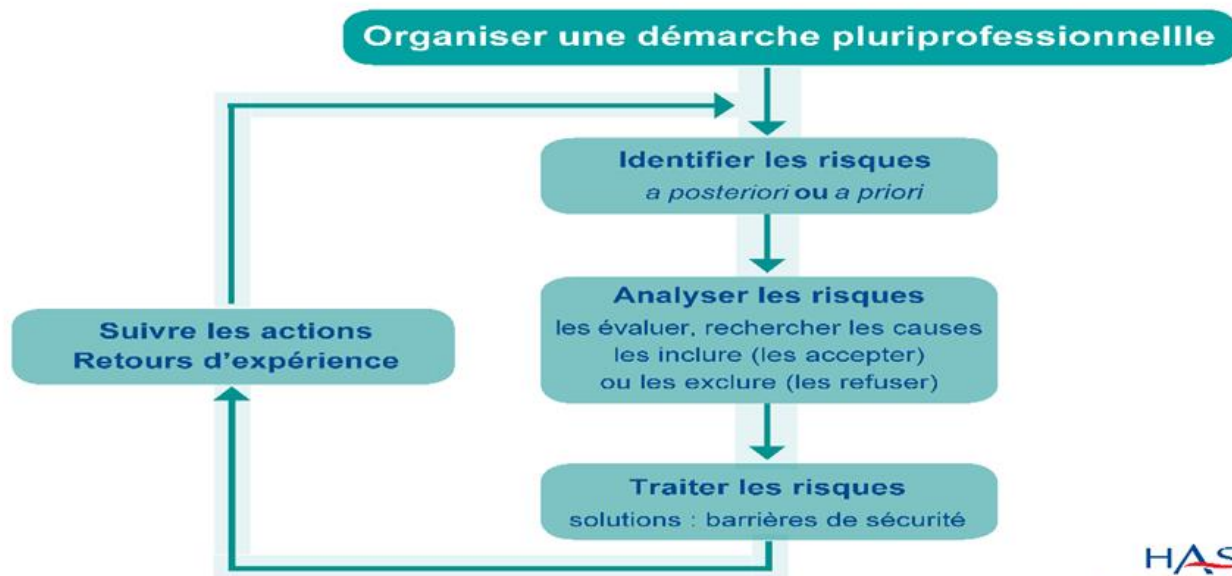 Organiser une démarche pluriprofessionnellle
Identifier les risques
a posteriori ou a priori
Analyser les risques
les évaluer, rechercher les causes
les inclure (les accepter)
ou les exclure (les refuser)
Traiter les risques
solutions : barrières de sécurité
Suivre les actions
Retours d'expérience
HAS